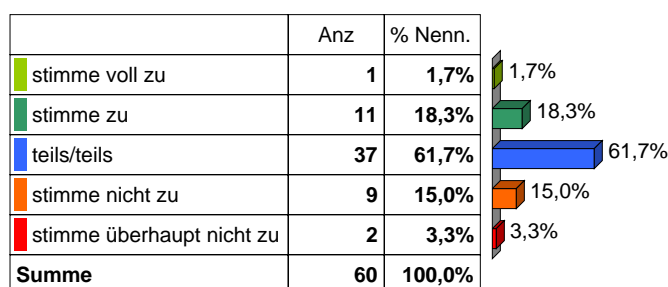 Anz % Nenn.
stimme voll zu 1 1,7% 1,7%
stimme zu 11 18,3% 18,3%
teils/teils 37 61,7% 61,7%
stimme nicht zu 9 15,0% 15,0%
stimme überhaupt nicht zu 2 3,3% 3,3%
Summe 60 100,0%